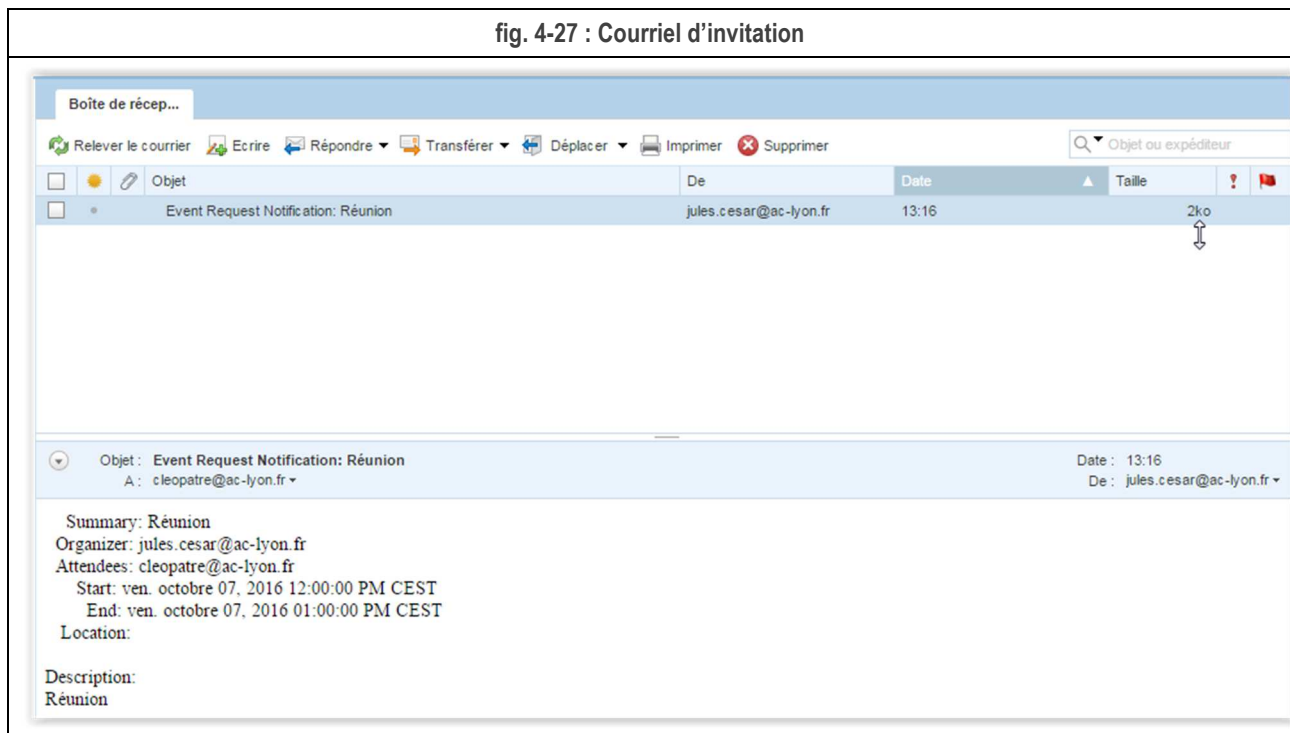 fig. 4-27 : Courriel d’invitation
Boîte de récep...
Relever le courrier Ecrire Répondre Transférer Déplacer Imprimer Supprimer Objet ou expéditeur
Objet De Date Taille
Event Request Notification: Réunion jules.cesar@ac-lyon.fr 13:16 2ko
Objet : Event Request Notification: Réunion Date : 13:16
A : cleopatre@ac-lyon.fr De : jules.cesar@ac-lyon.fr
Summary: Réunion
Organizer: jules.cesar@ac-lyon.fr
Attendees: cleopatre@ac-lyon.fr
Start: ven. octobre 07, 2016 12:00:00 PM CEST
End: ven. octobre 07, 2016 01:00:00 PM CEST
Location:
Description:
Réunion